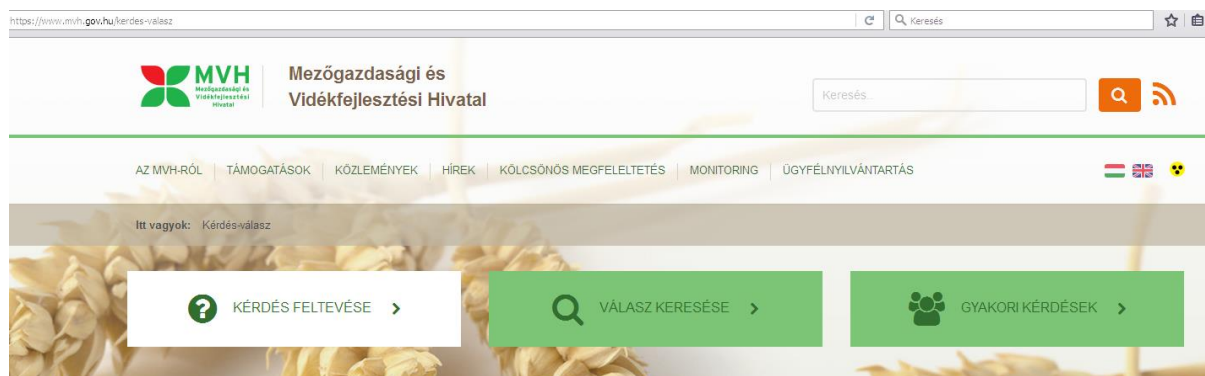 https://www.mvh.gov.hu/kerdes-valasz
Keresés
MVH
Mezőgazdasági és
Vidékfejlesztési
Hivatal
Mezőgazdasági és
Vidékfejlesztési Hivatal
Keresés...
AZ MVH-RÓL TÁMOGATÁSOK KÖZLEMÉNYEK HÍREK KÖLCSÖNÖS MEGFELELTETÉS MONITORING ÜGYFÉLNYILVÁNTARTÁS
Itt vagyok: Kérdés-válasz
KÉRDÉS FELTEVÉSE
VÁLASZ KERESÉSE
GYAKORI KÉRDÉSEK